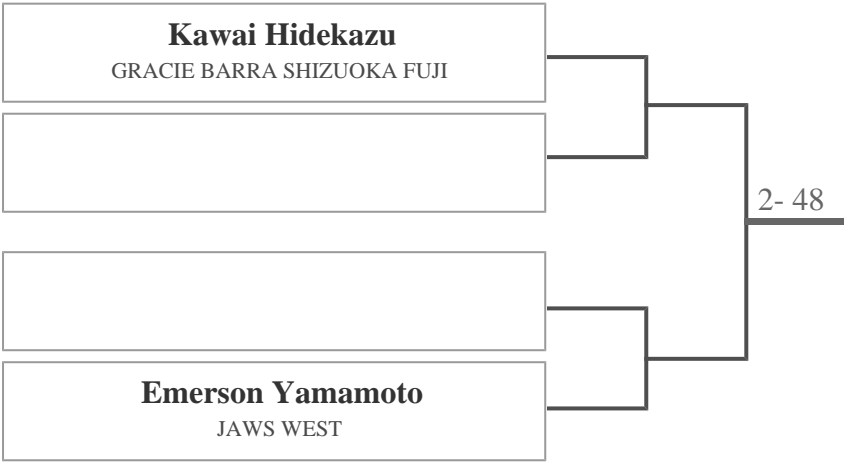 Kawai Hidekazu
GRACIE BARRA SHIZUOKA FUJI
2- 48
Emerson Yamamoto
JAWS WEST